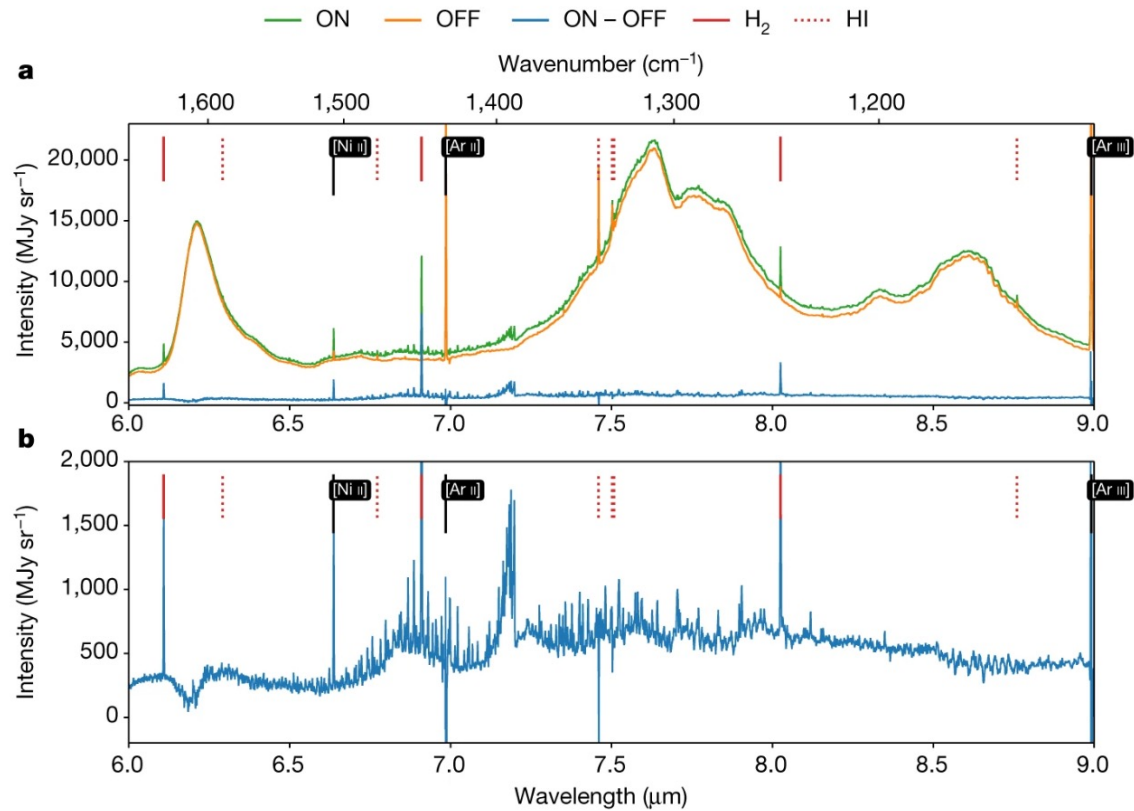 ON OFF ON – OFF H₂ HI
a
Wavenumber (cm⁻¹)
1,600 1,500 1,400 1,300 1,200
Intensity (MJy sr⁻¹)
20,000
15,000
10,000
5,000
0
[Ni II] [Ar II] [Ar III]
6.0 6.5 7.0 7.5 8.0 8.5 9.0
b
Intensity (MJy sr⁻¹)
2,000
1,500
1,000
500
0
[Ni II] [Ar II] [Ar III]
6.0 6.5 7.0 7.5 8.0 8.5 9.0
Wavelength (μm)